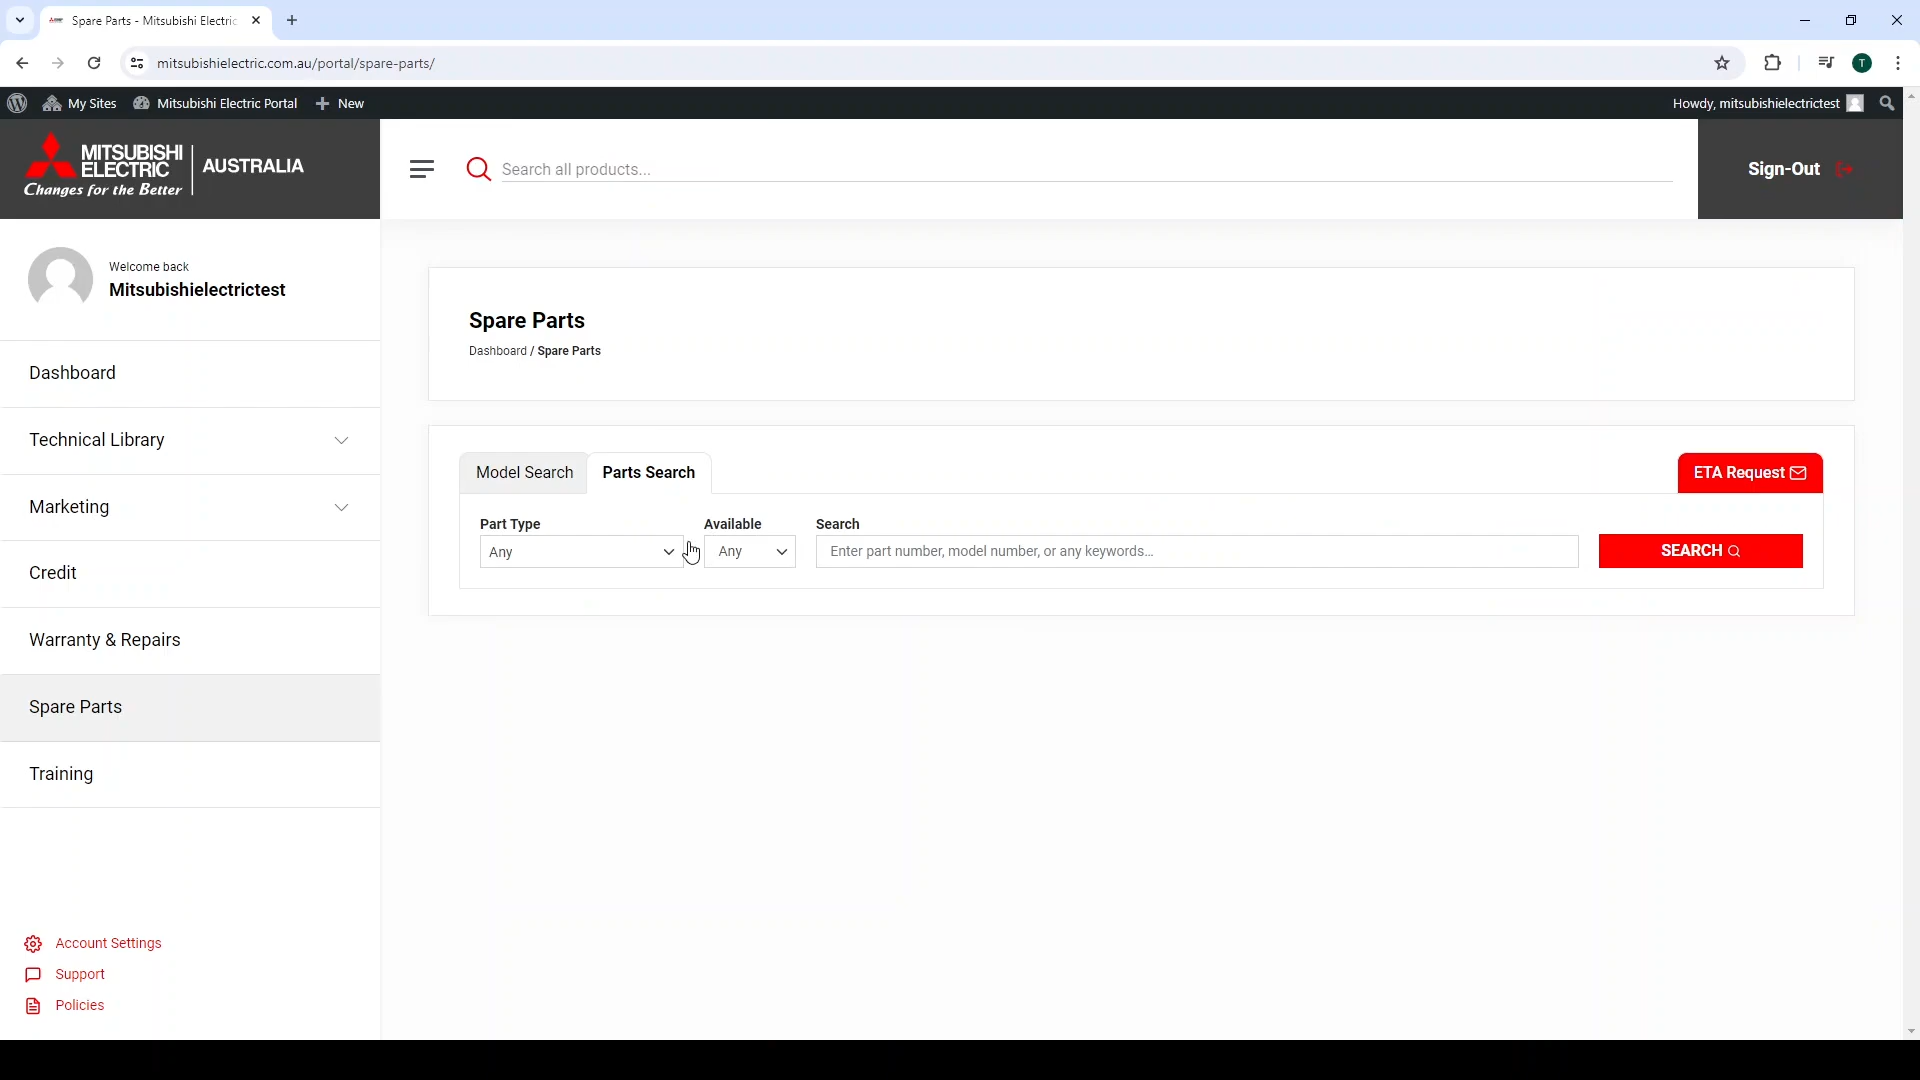 Spare Parts - Mitsubishi Electric
mitsubishielectric.com.au/portal/spare-parts/
T
My Sites
Mitsubishi Electric Portal
New
Howdy, mitsubishielectrictest
MITSUBISHI
ELECTRIC
Changes for the Better
AUSTRALIA
Search all products...
Sign-Out
Welcome back
Mitsubishielectrictest
Dashboard
Technical Library
Marketing
Credit
Warranty & Repairs
Spare Parts
Training
Account Settings
Support
Policies
Spare Parts
Dashboard / Spare Parts
Model Search
Parts Search
ETA Request
Part Type
Available
Search
Any
Any
Enter part number, model number, or any keywords...
SEARCH